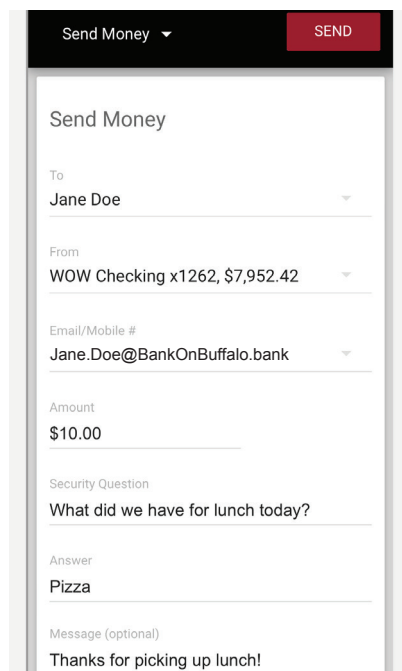 Send Money
SEND
Send Money
To
Jane Doe
From
WOW Checking x1262, $7,952.42
Email/Mobile #
Jane.Doe@BankOnBuffalo.bank
Amount
$10.00
Security Question
What did we have for lunch today?
Answer
Pizza
Message (optional)
Thanks for picking up lunch!